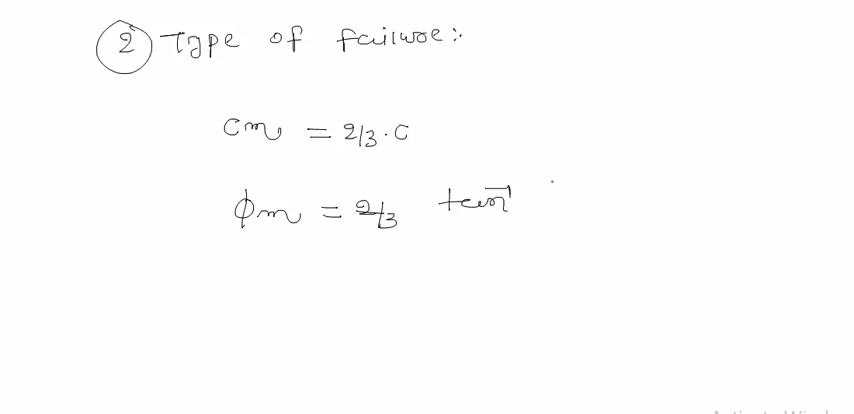 ② Type of failure :-
cm = 2/3 . C
ϕm = 2/3 tan⁻¹